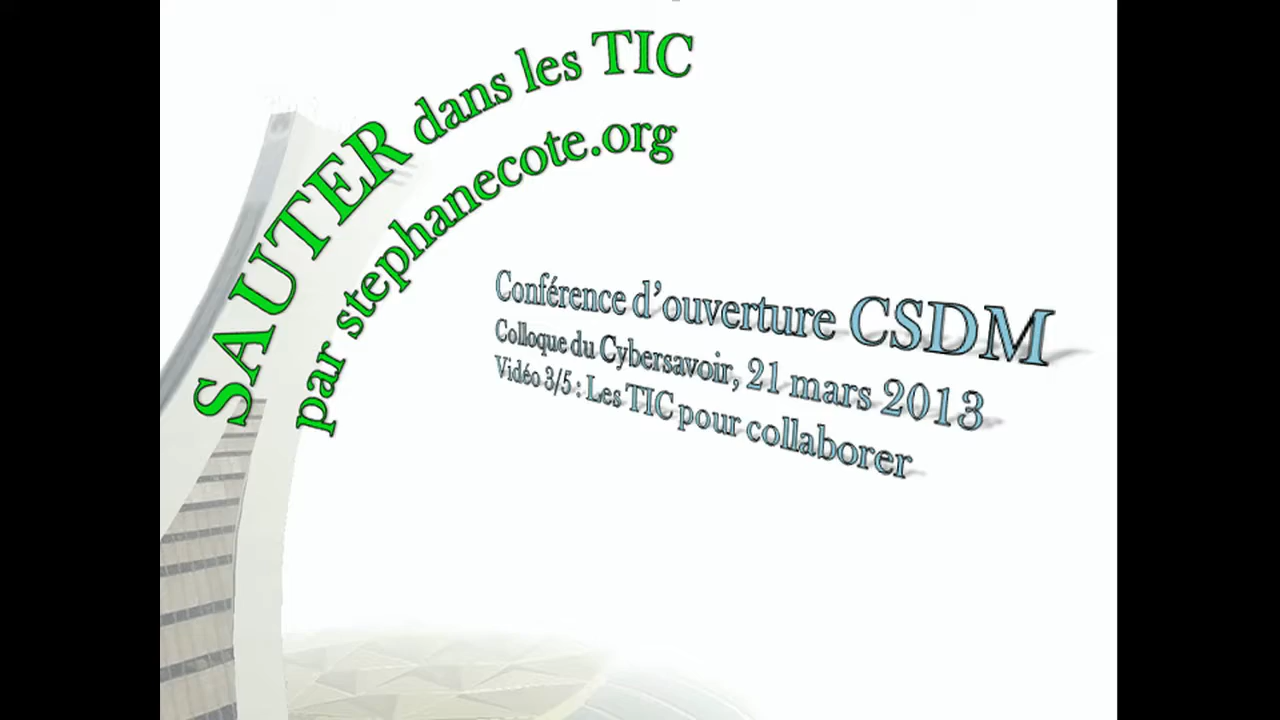 SAUTER dans les TIC
par stephanecote.org
Conférence d'ouverture CSDM
Colloque du Cybersavoir, 21 mars 2013
Vidéo 3/5 : Les TIC pour collaborer